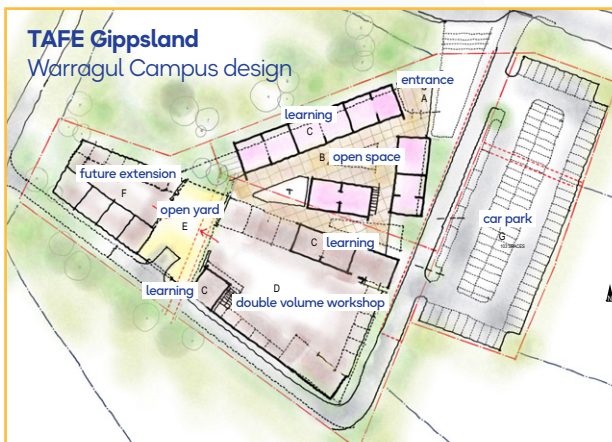 TAFE Gippsland
Warragul Campus design
entrance
A
learning
C
B
open space
future extension
F
open yard
E
C
learning
car park
G
learning
C
D
double volume workshop